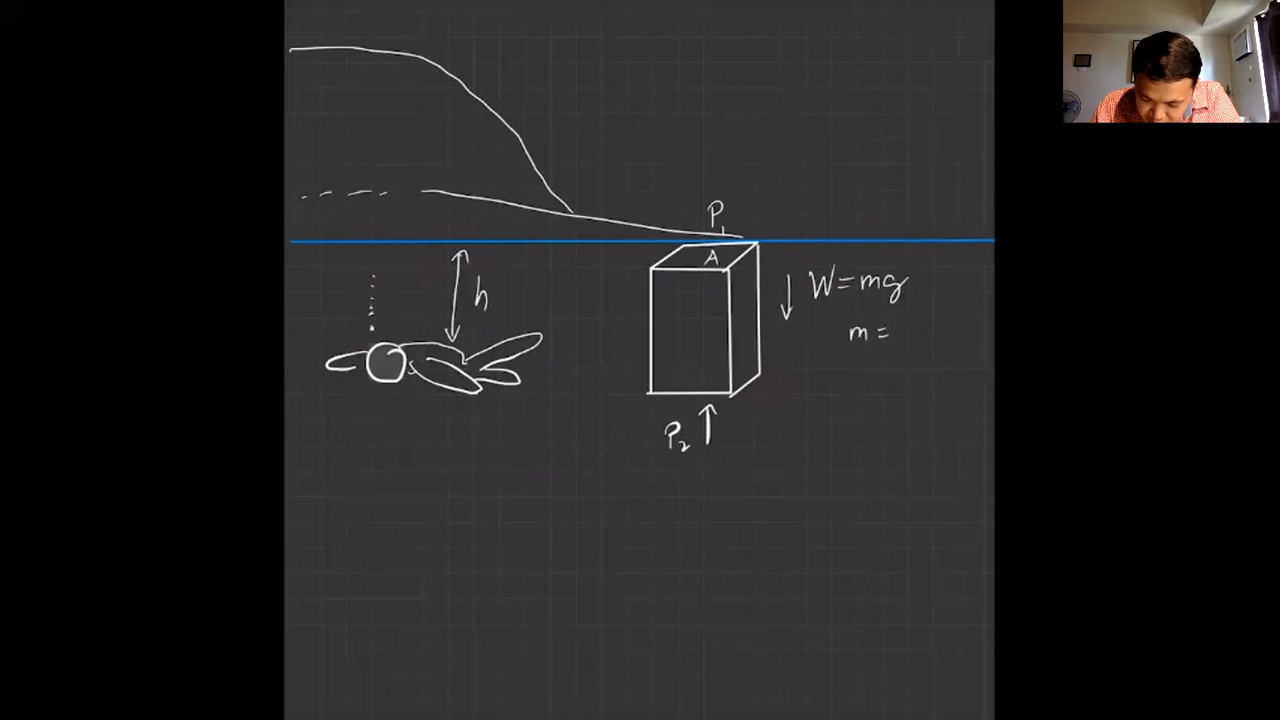 P₁
A
h
W = mg
m =
P₂